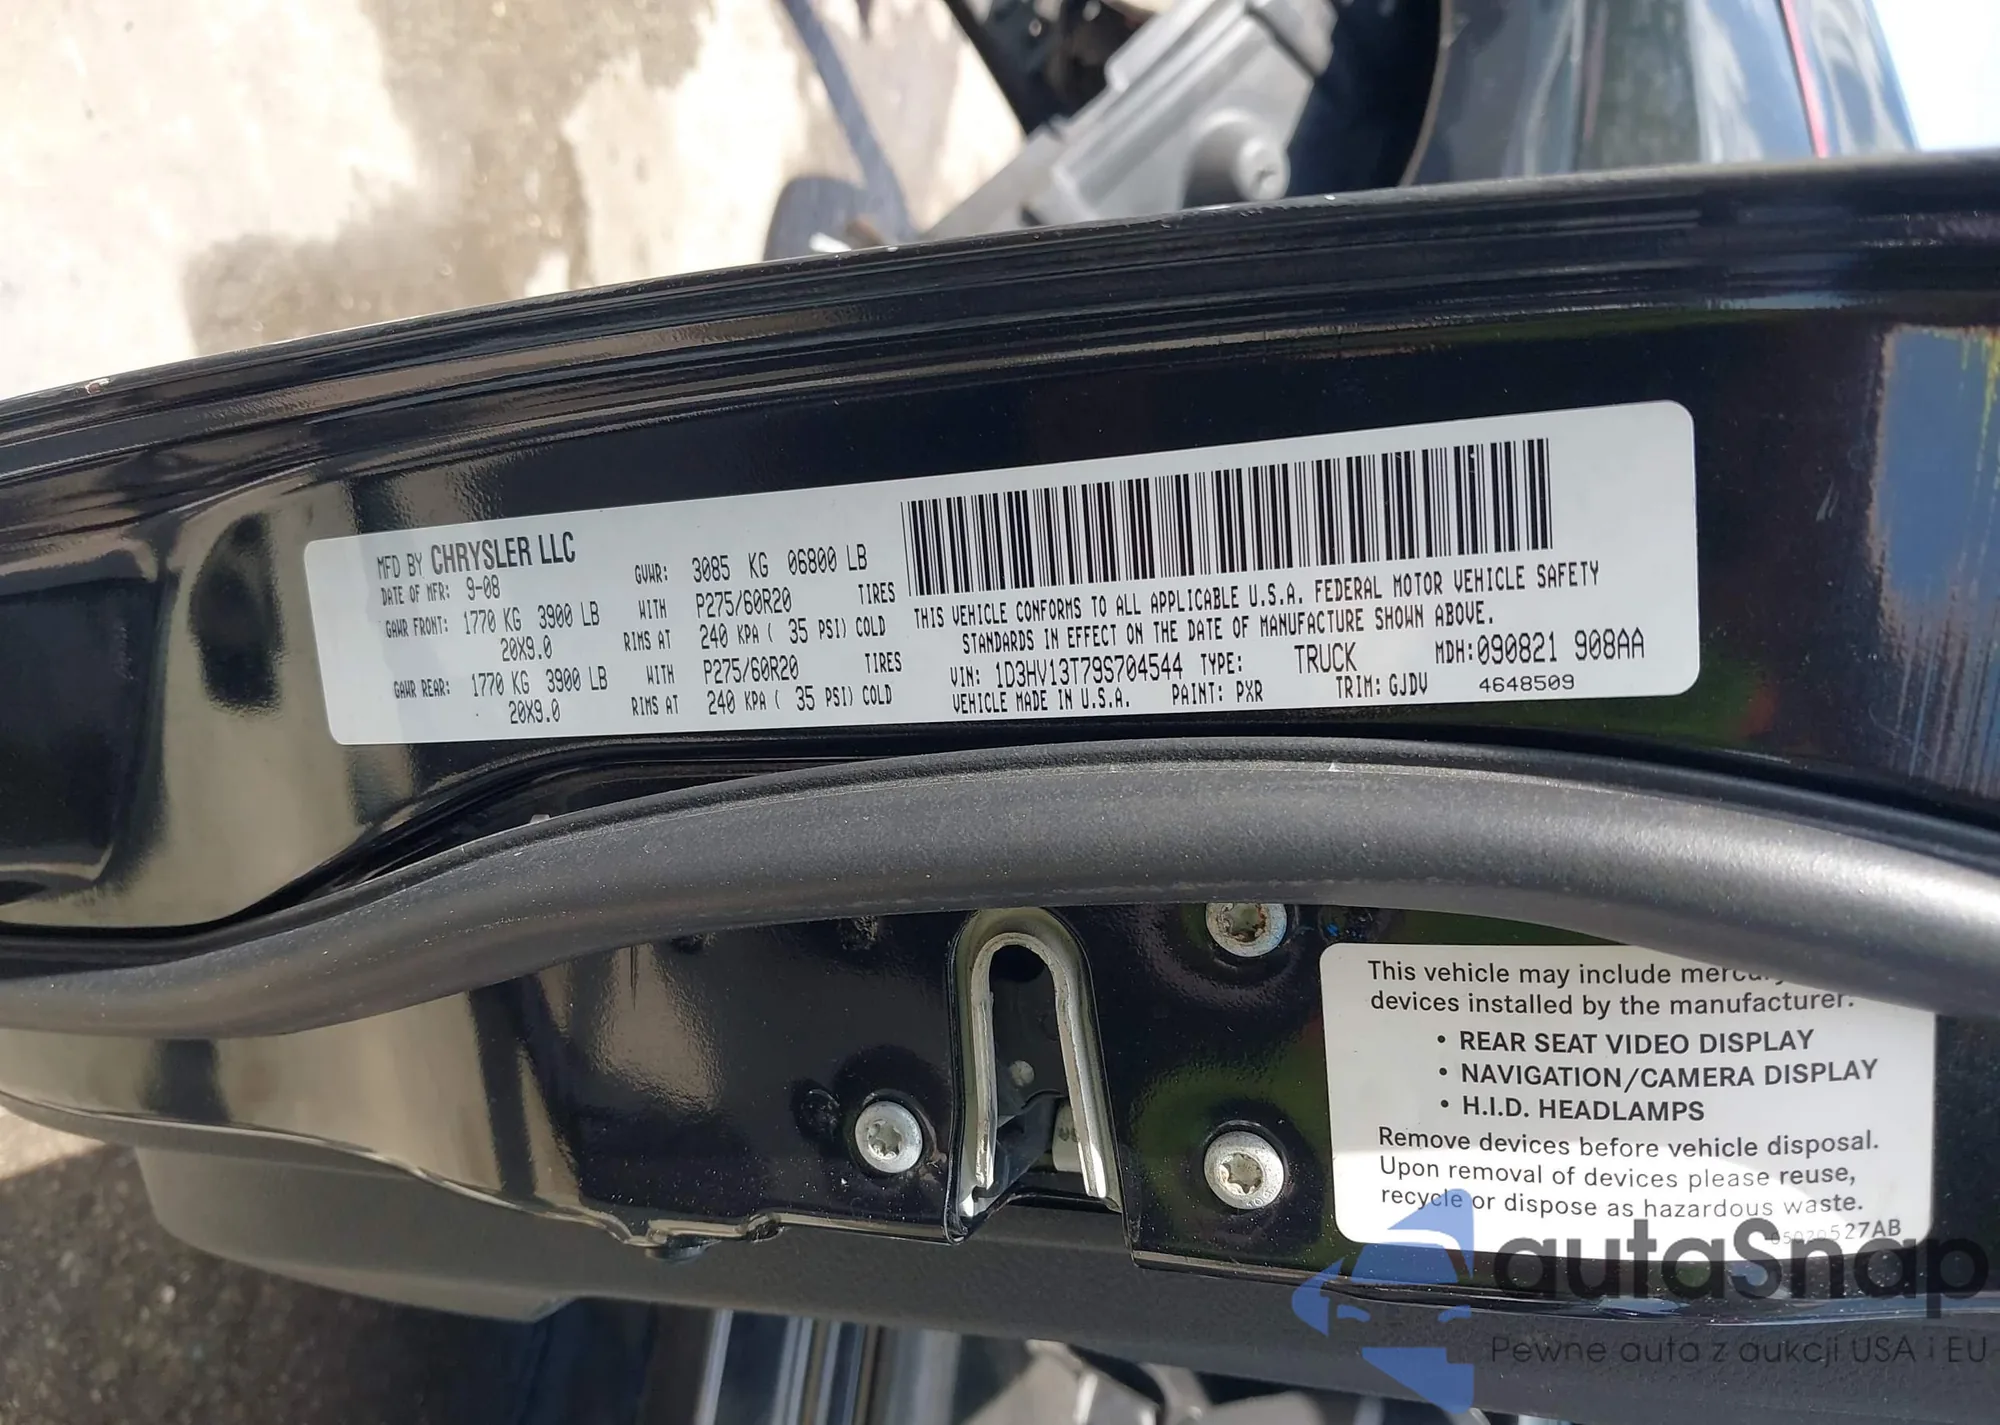 MFD BY CHRYSLER LLC
DATE OF MFR: 9-08 GVWR: 3085 KG 06800 LB
GAWR FRONT: 1770 KG 3900 LB WITH P275/60R20 TIRES
20X9.0 RIMS AT 240 KPA ( 35 PSI) COLD
GAWR REAR: 1770 KG 3900 LB WITH P275/60R20 TIRES
20X9.0 RIMS AT 240 KPA ( 35 PSI) COLD
THIS VEHICLE CONFORMS TO ALL APPLICABLE U.S.A. FEDERAL MOTOR VEHICLE SAFETY
STANDARDS IN EFFECT ON THE DATE OF MANUFACTURE SHOWN ABOVE.
VIN: 1D3HV13T79S704544 TYPE: TRUCK MDH:090821 908AA
VEHICLE MADE IN U.S.A. PAINT: PXR TRIM: GJDV 4648509
This vehicle may include
devices installed by the manufacturer:
• REAR SEAT VIDEO DISPLAY
• NAVIGATION/CAMERA DISPLAY
• H.I.D. HEADLAMPS
Remove devices before vehicle disposal.
Upon removal of devices please reuse,
recycle or dispose as hazardous waste.
autaSnap
Pewne auta z aukcji USA i EU